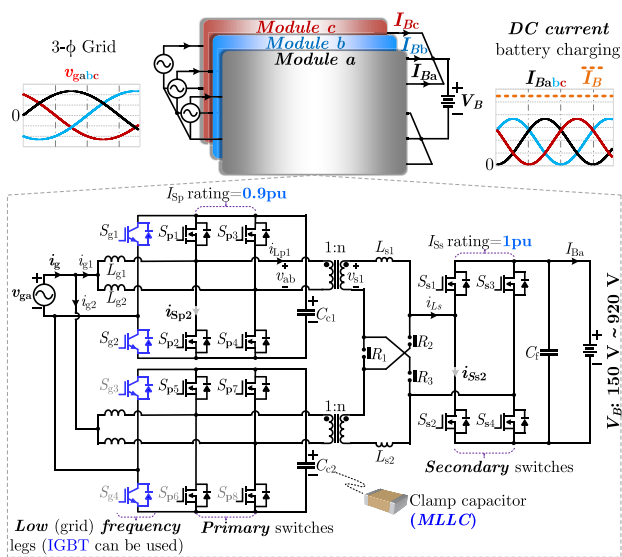 3-ϕ Grid
v_gabc
0
Module c
Module b
Module a
I_Bc
I_Bb
I_Ba
V_B
DC current
battery charging
I_Babc
I_B
0
I_Sp rating=0.9pu
S_g1
S_p1
S_p3
i_Lp1
1:n
L_s1
I_Ss rating=1pu
I_Ba
i_g
i_g1
L_g1
v_ab
v_s1
S_s1
S_s3
v_ga
i_g2
L_g2
i_Sp2
C_c1
i_Ls
S_g2
S_p2
S_p4
R_1
R_2
C_f
S_g3
S_p5
S_p7
R_3
i_Ss2
1:n
S_s2
S_s4
L_s2
C_c2
Secondary switches
S_g4
S_p6
S_p8
Clamp capacitor
(MLLC)
Low (grid) frequency
legs (IGBT can be used)
Primary switches
V_B: 150 V ~ 920 V